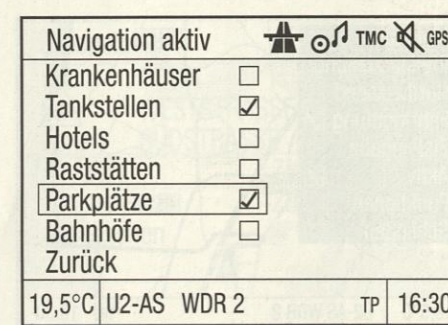 Navigation aktiv TMC GPS
Krankenhäuser
Tankstellen
Hotels
Raststätten
Parkplätze
Bahnhöfe
Zurück
19,5°C U2-AS WDR 2 TP 16:30